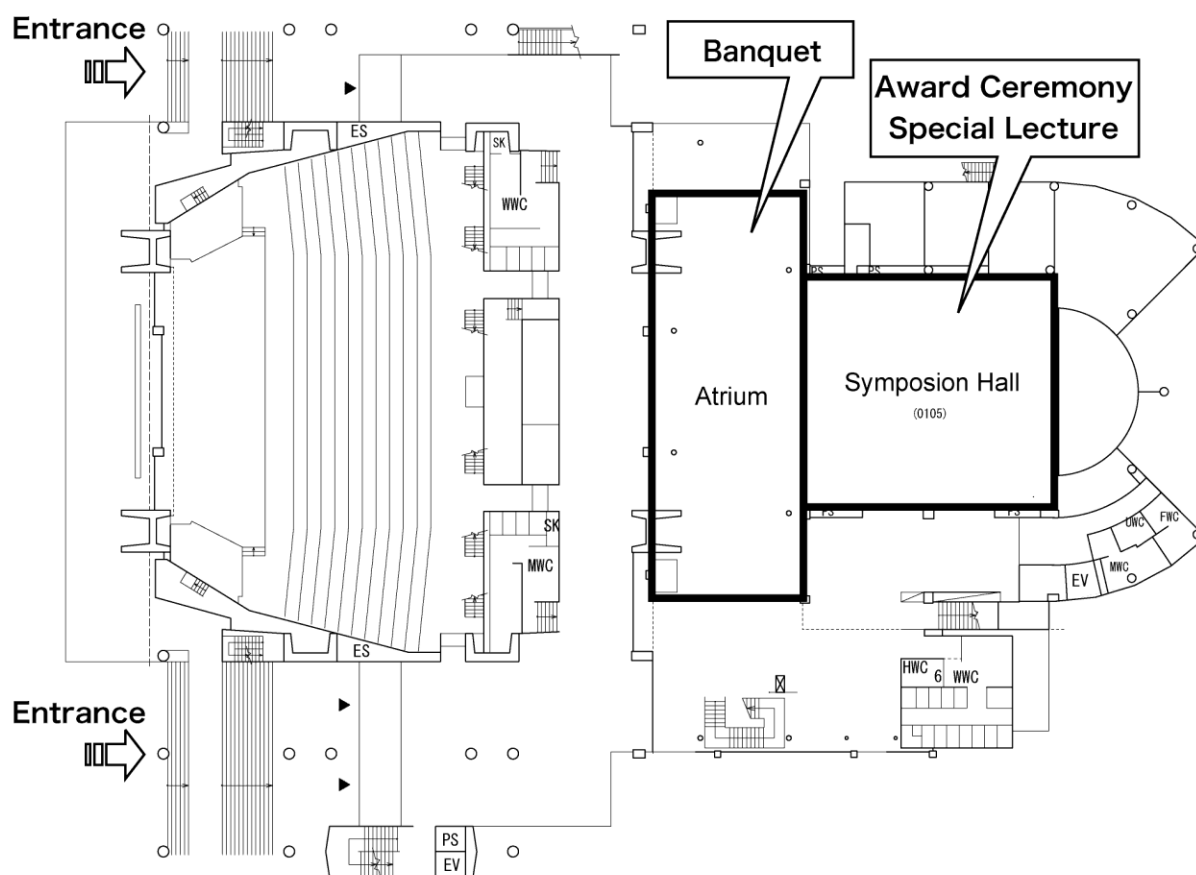 Entrance
Banquet
Award Ceremony
Special Lecture
ES
SK
WWC
PS
PS
Atrium
Symposion Hall
(0105)
PS
PS
SK
MWC
UWC
FWC
MWC
EV
ES
HWC
6
WWC
Entrance
PS
EV